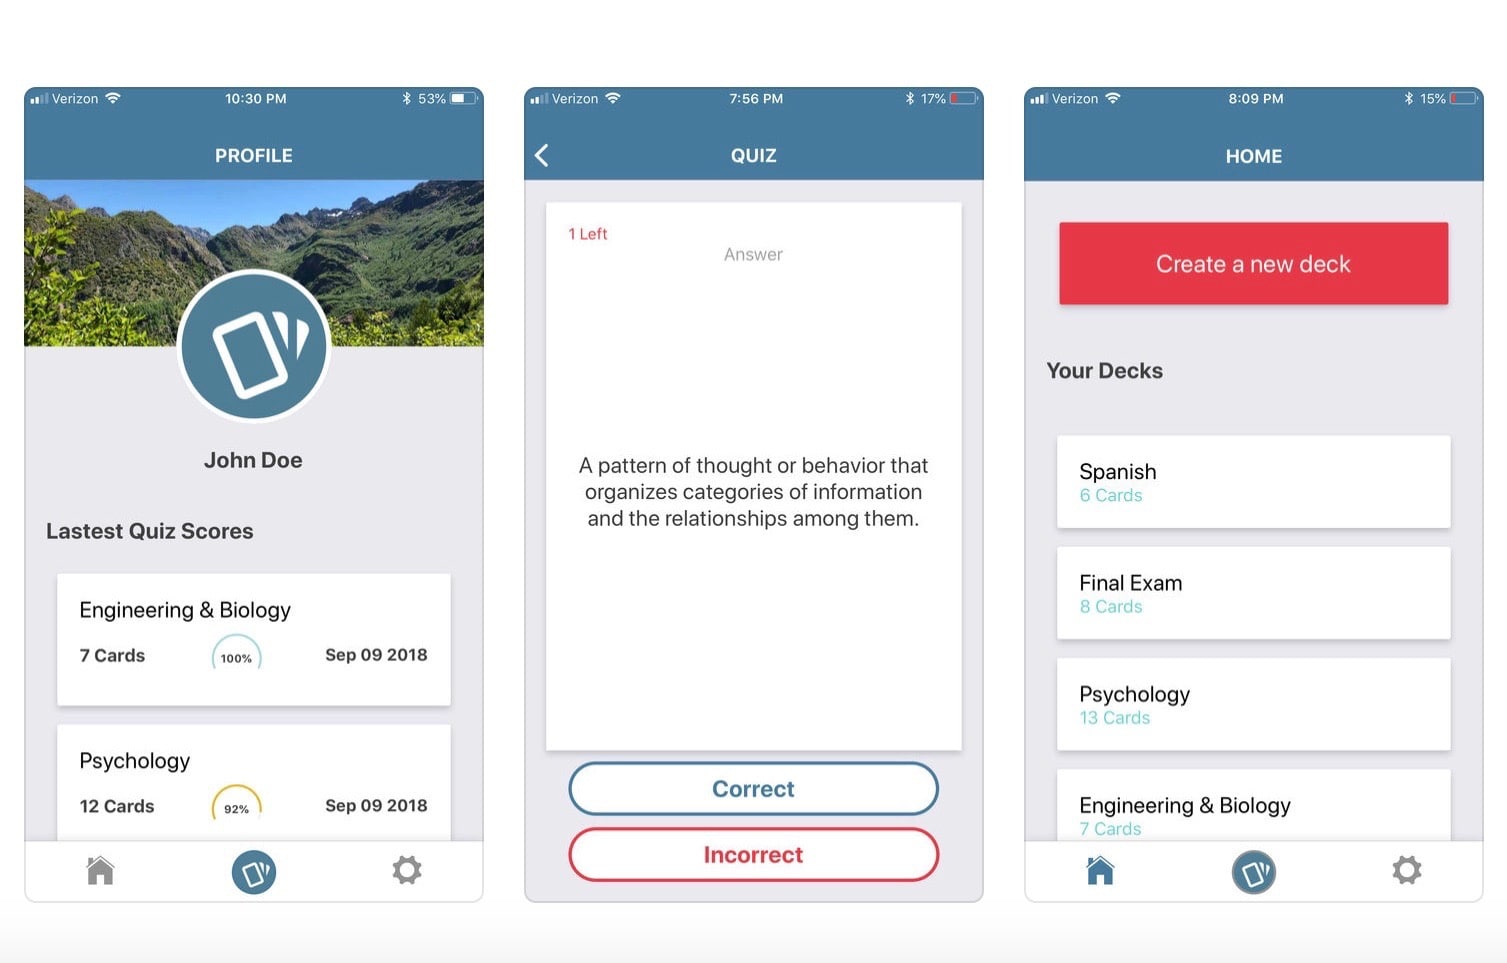 Verizon 10:30 PM 53%
PROFILE
John Doe
Lastest Quiz Scores
Engineering & Biology
7 Cards 100% Sep 09 2018
Psychology
12 Cards 92% Sep 09 2018
Verizon 7:56 PM 17%
QUIZ
1 Left
Answer
A pattern of thought or behavior that
organizes categories of information
and the relationships among them.
Correct
Incorrect
Verizon 8:09 PM 15%
HOME
Create a new deck
Your Decks
Spanish
6 Cards
Final Exam
8 Cards
Psychology
13 Cards
Engineering & Biology
7 Cards